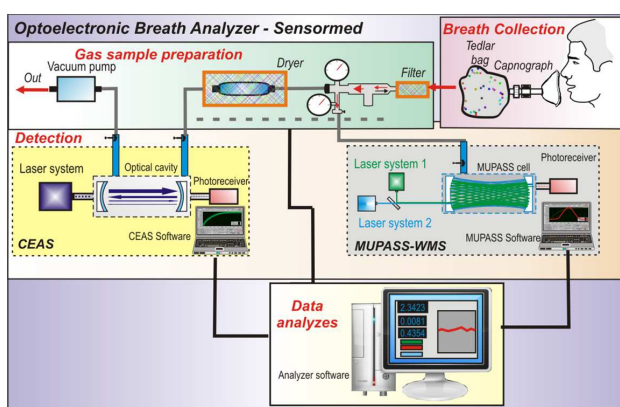 Optoelectronic Breath Analyzer - Sensormed
Breath Collection
Gas sample preparation
Tedlar
bag
Capnograph
Out
Vacuum pump
Dryer
Filter
Detection
Laser system
Optical cavity
Photoreceiver
CEAS Software
CEAS
Laser system 1
MUPASS cell
Photoreceiver
Laser system 2
MUPASS Software
MUPASS-WMS
Data
analyzes
2.3423
0.0081
0.4354
Analyzer software